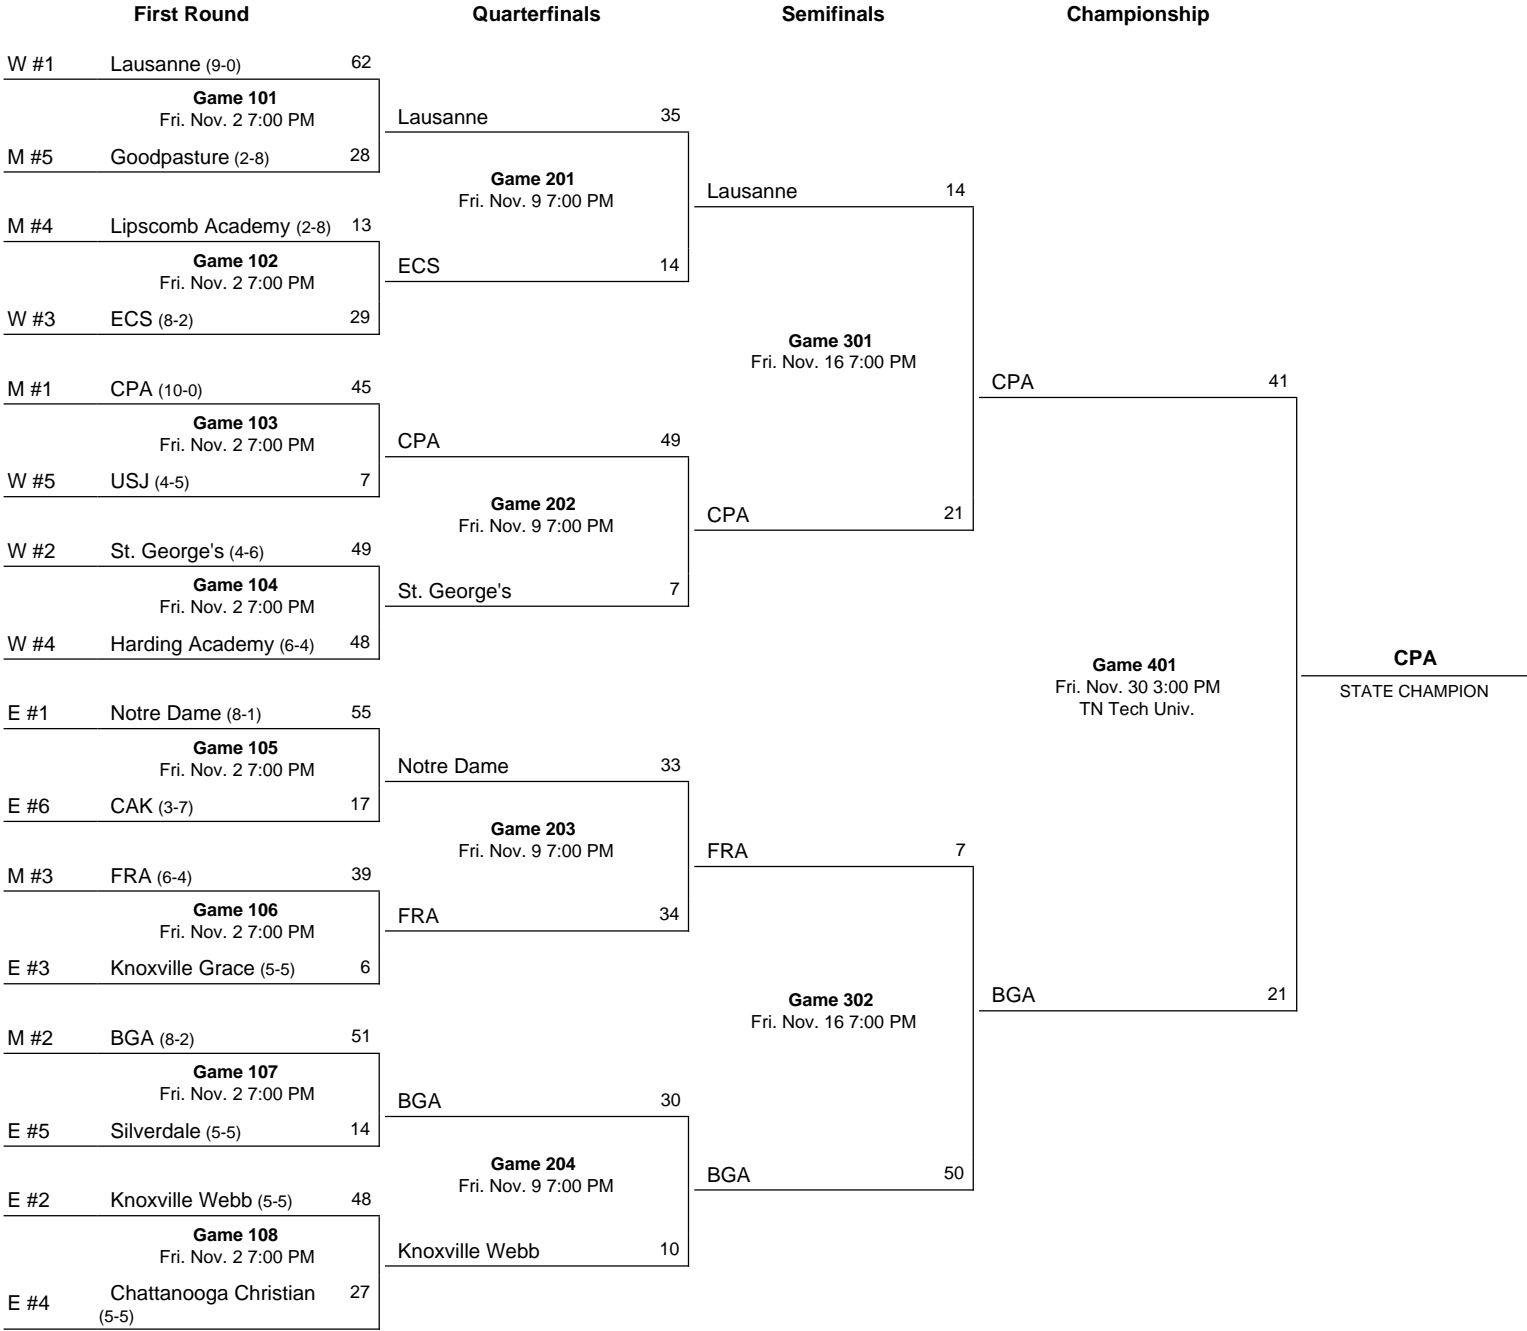 First Round Quarterfinals Semifinals Championship
W #1 Lausanne (9-0) 62
Game 101
Fri. Nov. 2 7:00 PM
M #5 Goodpasture (2-8) 28
M #4 Lipscomb Academy (2-8) 13
Game 102
Fri. Nov. 2 7:00 PM
W #3 ECS (8-2) 29
M #1 CPA (10-0) 45
Game 103
Fri. Nov. 2 7:00 PM
W #5 USJ (4-5) 7
W #2 St. George's (4-6) 49
Game 104
Fri. Nov. 2 7:00 PM
W #4 Harding Academy (6-4) 48
E #1 Notre Dame (8-1) 55
Game 105
Fri. Nov. 2 7:00 PM
E #6 CAK (3-7) 17
M #3 FRA (6-4) 39
Game 106
Fri. Nov. 2 7:00 PM
E #3 Knoxville Grace (5-5) 6
M #2 BGA (8-2) 51
Game 107
Fri. Nov. 2 7:00 PM
E #5 Silverdale (5-5) 14
E #2 Knoxville Webb (5-5) 48
Game 108
Fri. Nov. 2 7:00 PM
E #4 Chattanooga Christian 27
(5-5)
Lausanne 35
Game 201
Fri. Nov. 9 7:00 PM
ECS 14
CPA 49
Game 202
Fri. Nov. 9 7:00 PM
St. George's 7
Notre Dame 33
Game 203
Fri. Nov. 9 7:00 PM
FRA 34
BGA 30
Game 204
Fri. Nov. 9 7:00 PM
Knoxville Webb 10
Lausanne 14
Game 301
Fri. Nov. 16 7:00 PM
CPA 21
FRA 7
Game 302
Fri. Nov. 16 7:00 PM
BGA 50
CPA 41
Game 401
Fri. Nov. 30 3:00 PM
TN Tech Univ.
BGA 21
CPA
STATE CHAMPION